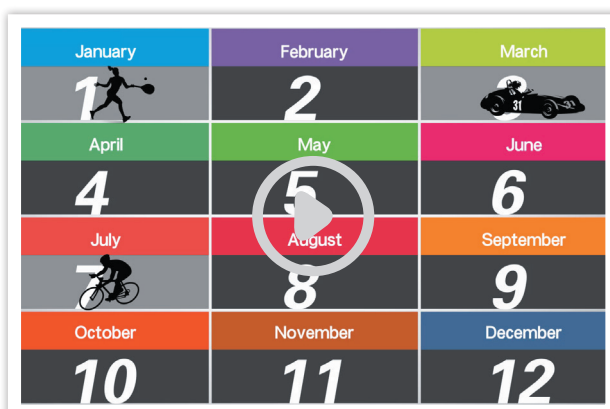 January February March
1 2 3
31
April May June
4 5 6
July August September
7 8 9
October November December
10 11 12